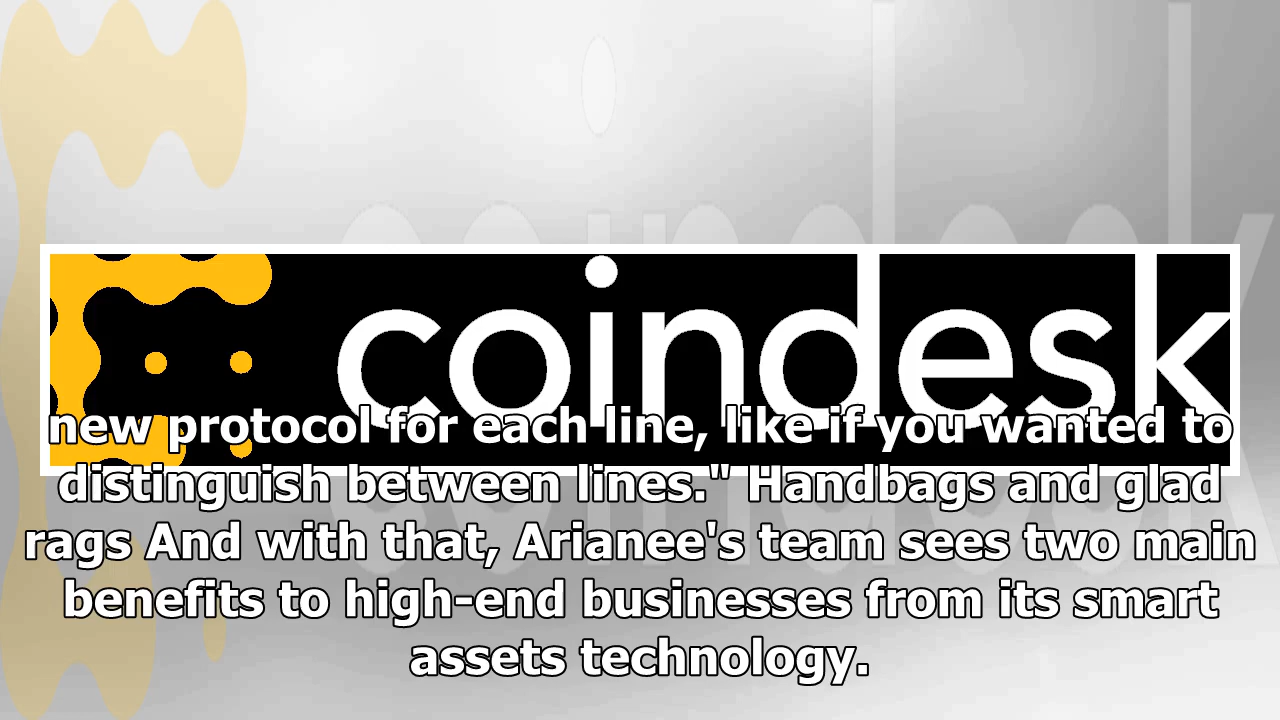 coindesk
new protocol for each line, like if you wanted to
distinguish between lines." Handbags and glad
rags And with that, Arianee's team sees two main
benefits to high-end businesses from its smart
assets technology.